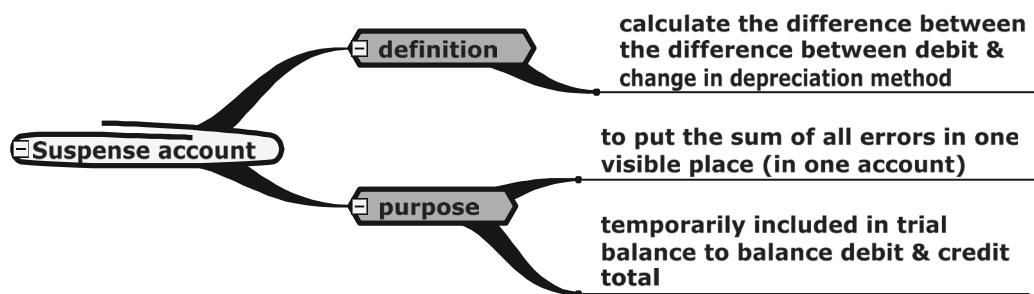 calculate the difference between
the difference between debit &
change in depreciation method
definition
Suspense account
to put the sum of all errors in one
visible place (in one account)
purpose
temporarily included in trial
balance to balance debit & credit
total